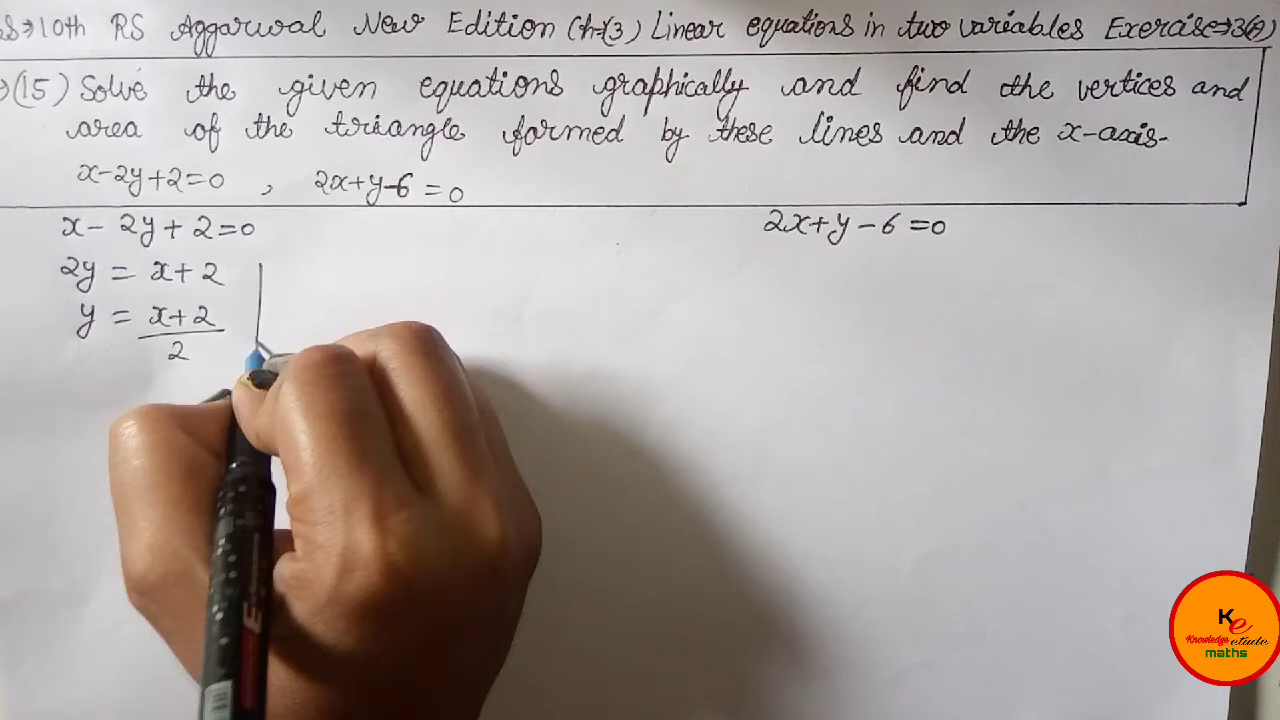 10th RS Aggarwal New Edition (ch-(3) Linear equations in two variables Exercise⇒3(A)
(15) Solve the given equations graphically and find the vertices and
area of the triangle formed by these lines and the x-axis.
x-2y+2=0 , 2x+y-6=0
x- 2y+2=0
2y = x+2
y = x+2
2
2x+y-6=0
E
Ke
Knowledge etude
maths